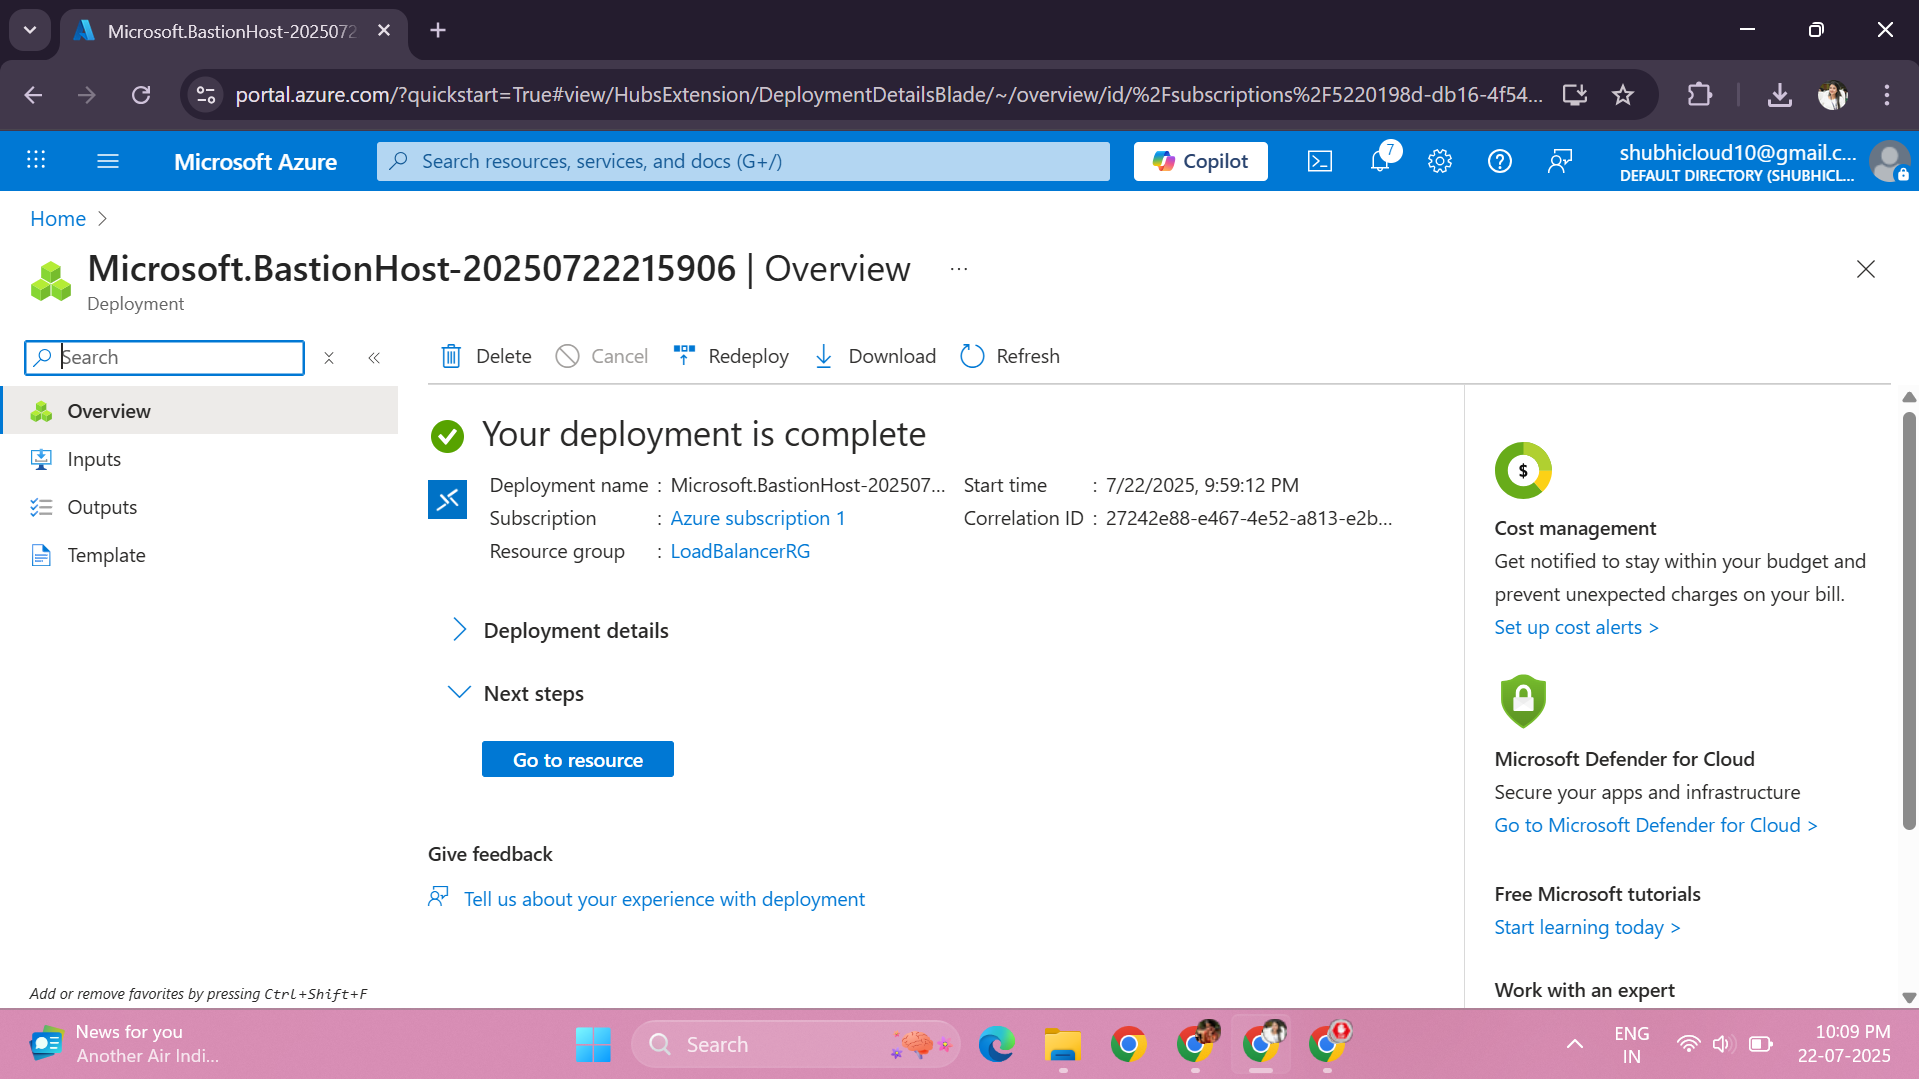 Microsoft.BastionHost-2025072
portal.azure.com/?quickstart=True#view/HubsExtension/DeploymentDetailsBlade/~/overview/id/%2Fsubscriptions%2F5220198d-db16-4f54...
Microsoft Azure
Search resources, services, and docs (G+/)
Copilot
7
shubhicloud10@gmail.c...
DEFAULT DIRECTORY (SHUBHICL...
Home
Microsoft.BastionHost-20250722215906 | Overview ...
Deployment
Search
Delete Cancel Redeploy Download Refresh
Overview
Inputs
Outputs
Template
Your deployment is complete
Deployment name : Microsoft.BastionHost-202507... Start time : 7/22/2025, 9:59:12 PM
Subscription : Azure subscription 1 Correlation ID : 27242e88-e467-4e52-a813-e2b...
Resource group : LoadBalancerRG
Deployment details
Next steps
Go to resource
Give feedback
Tell us about your experience with deployment
$
Cost management
Get notified to stay within your budget and
prevent unexpected charges on your bill.
Set up cost alerts >
Microsoft Defender for Cloud
Secure your apps and infrastructure
Go to Microsoft Defender for Cloud >
Free Microsoft tutorials
Start learning today >
Work with an expert
Add or remove favorites by pressing Ctrl+Shift+F
News for you
Another Air Indi...
Search
ENG
IN
10:09 PM
22-07-2025